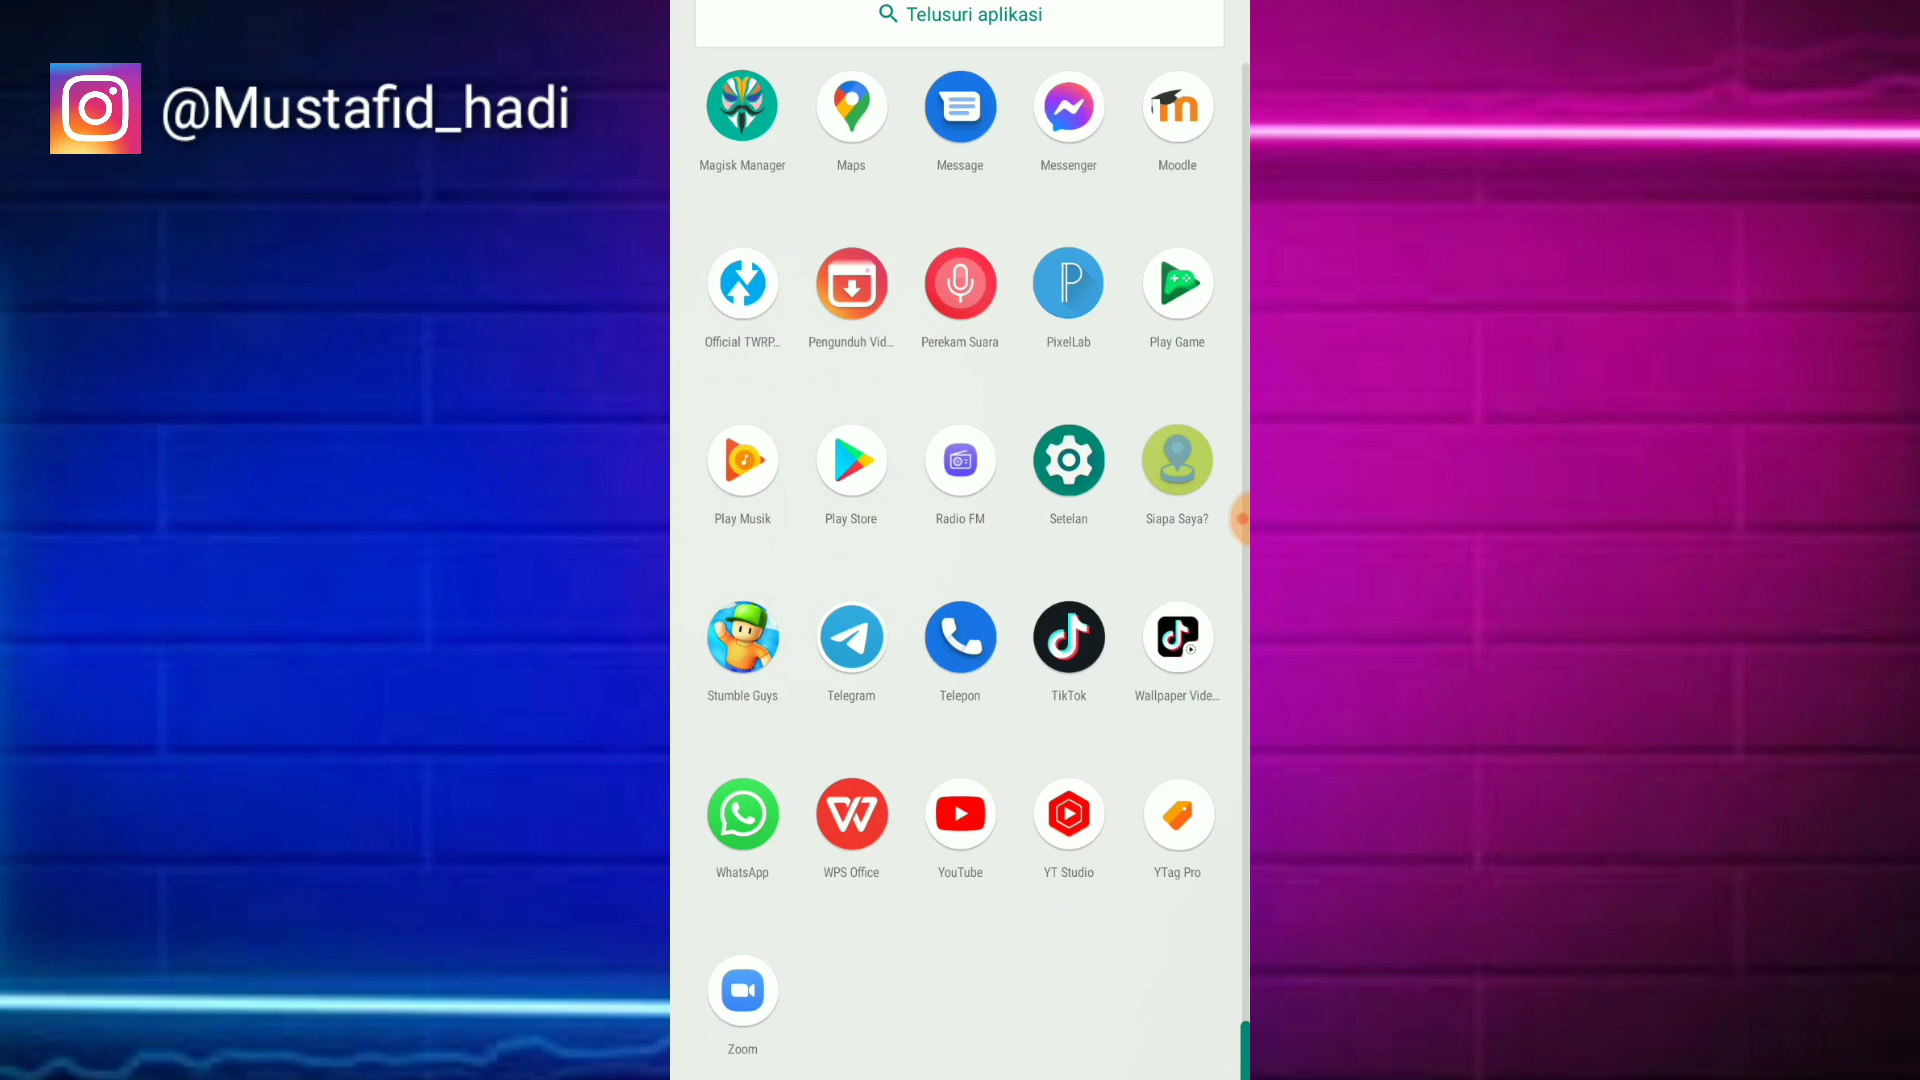 @Mustafid_hadi
Telusuri aplikasi
Magisk Manager
Maps
Message
Messenger
Moodle
Official TWRP...
Pengunduh Vid...
Perekam Suara
PixelLab
Play Game
Play Musik
Play Store
Radio FM
Setelan
Siapa Saya?
Stumble Guys
Telegram
Telepon
TikTok
Wallpaper Vide...
WhatsApp
WPS Office
YouTube
YT Studio
YTag Pro
Zoom